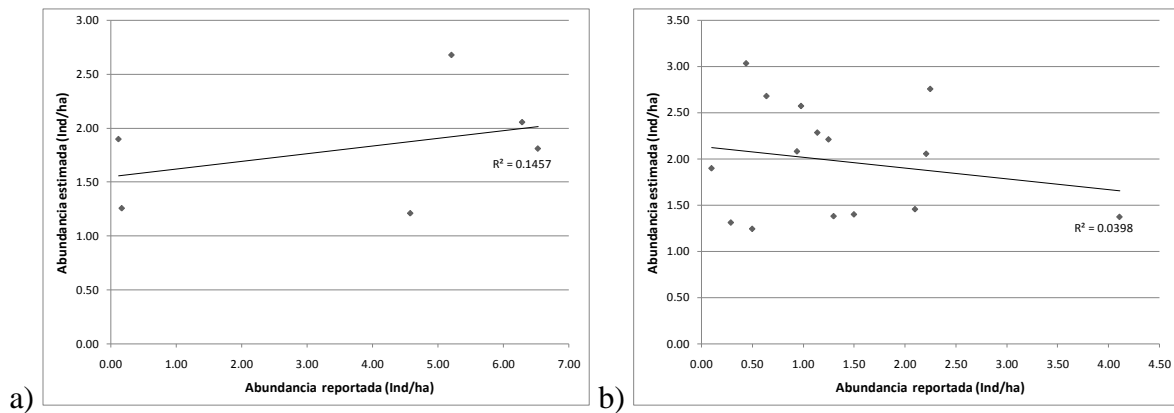 3.00
2.50
2.00
1.50
1.00
0.50
0.00
Abundancia estimada (Ind/ha)
R² = 0.1457
0.00 1.00 2.00 3.00 4.00 5.00 6.00 7.00
Abundancia reportada (Ind/ha)
a)
3.50
3.00
2.50
2.00
1.50
1.00
0.50
0.00
Abundancia estimada (Ind/ha)
R² = 0.0398
0.00 0.50 1.00 1.50 2.00 2.50 3.00 3.50 4.00 4.50
Abundancia reportada (Ind/ha)
b)